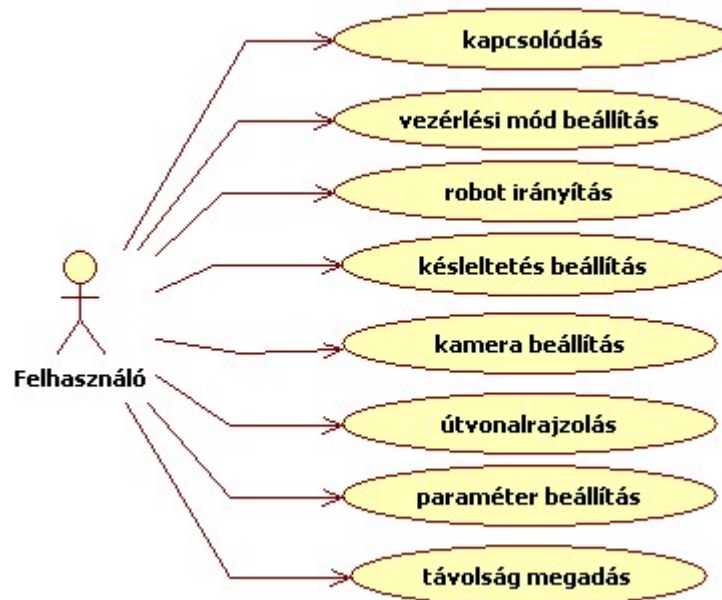 kapcsolódás
vezérlési mód beállítás
robot irányítás
késleltetés beállítás
kamera beállítás
Felhasználó
útvonalrajzolás
paraméter beállítás
távolság megadás